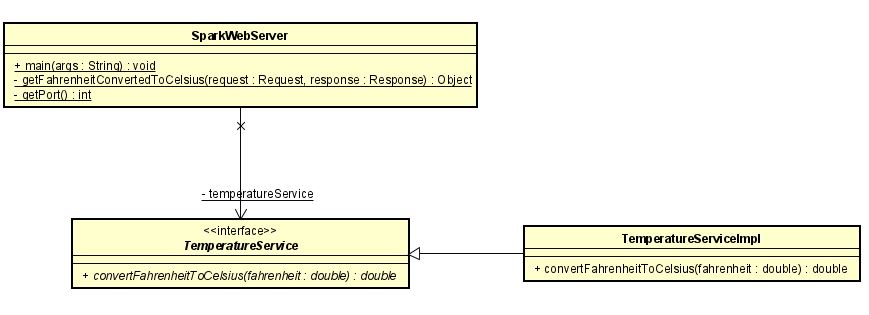 SparkWebServer
+ main(args : String) : void
- getFahrenheitConvertedToCelsius(request : Request, response : Response) : Object
- getPort() : int
- temperatureService
<<interface>>
TemperatureService
+ convertFahrenheitToCelsius(fahrenheit : double) : double
TemperatureServiceImpl
+ convertFahrenheitToCelsius(fahrenheit : double) : double